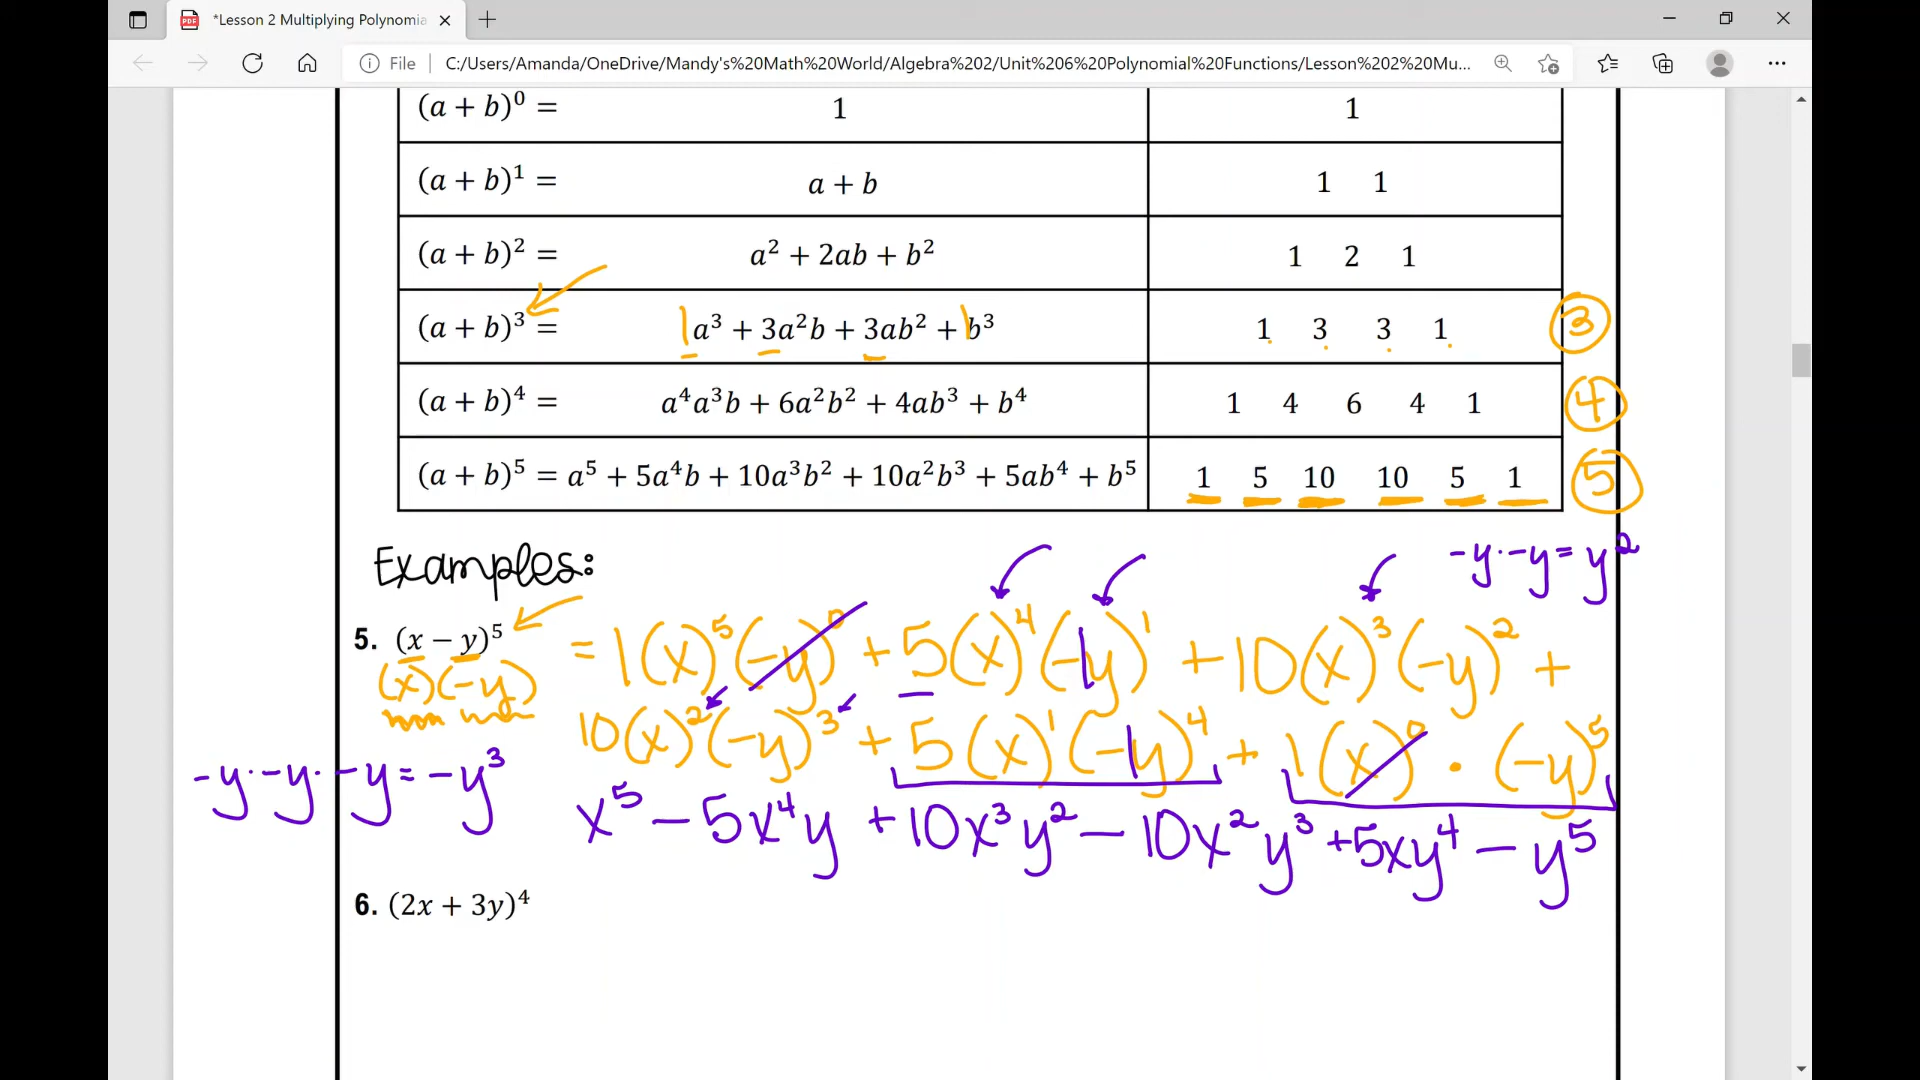 *Lesson 2 Multiplying Polynomia
File C:/Users/Amanda/OneDrive/Mandy's%20Math%20World/Algebra%202/Unit%206%20Polynomial%20Functions/Lesson%202%20Mu...
(a + b)⁰ = 1 1
(a + b)¹ = a + b 1 1
(a + b)² = a² + 2ab + b² 1 2 1
(a + b)³ = 1a³ + 3a²b + 3ab² + 1b³ 1 3 3 1 3
(a + b)⁴ = a⁴a³b + 6a²b² + 4ab³ + b⁴ 1 4 6 4 1 4
(a + b)⁵ = a⁵ + 5a⁴b + 10a³b² + 10a²b³ + 5ab⁴ + b⁵ 1 5 10 10 5 1 5
Examples:
-y·-y = y²
5. (x − y)⁵ = 1(x)⁵(-y)⁰ + 5(x)⁴(-1y)¹ + 10(x)³(-y)² +
(x)(-y)
10(x)²(-y)³ + 5(x)¹(-1y)⁴ + 1(x)⁰ · (-y)⁵
-y·-y·-y = -y³
x⁵ - 5x⁴y + 10x³y² - 10x²y³ + 5xy⁴ - y⁵
6. (2x + 3y)⁴